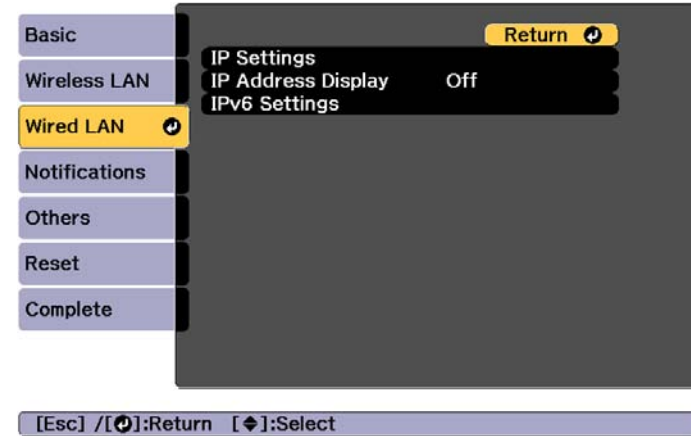 Basic
Wireless LAN
Wired LAN
Notifications
Others
Reset
Complete
Return
IP Settings
IP Address Display Off
IPv6 Settings
[Esc] /[⏎]:Return [◆]:Select